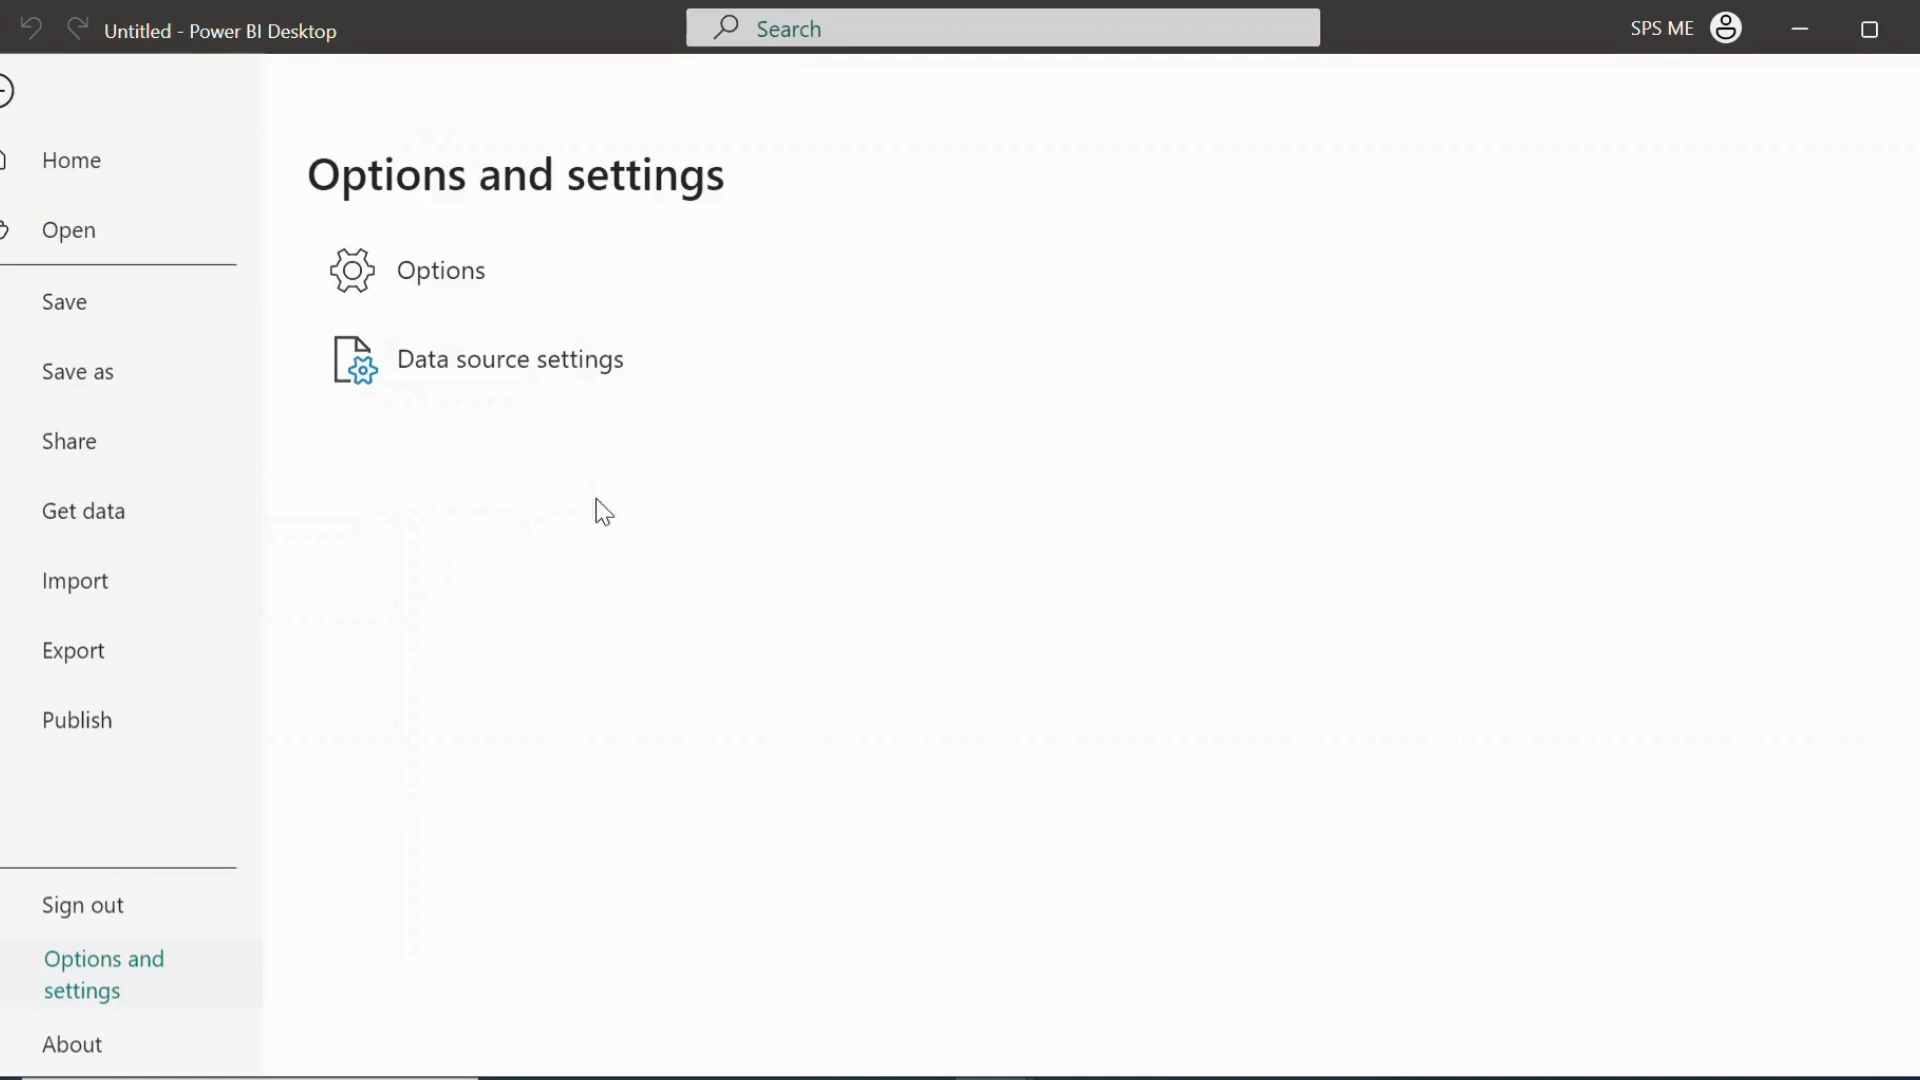 Untitled - Power BI Desktop
Search
SPS ME
Home
Open
Save
Save as
Share
Get data
Import
Export
Publish
Sign out
Options and
settings
About
Options and settings
Options
Data source settings